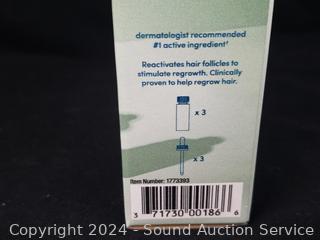 dermatologist recommended
#1 active ingredient†
Reactivates hair follicles to
stimulate regrowth. Clinically
proven to help regrow hair.
x 3
x 3
Item Number: 1773393
3 71730 00186 6
Copyright 2024 - Sound Auction Service